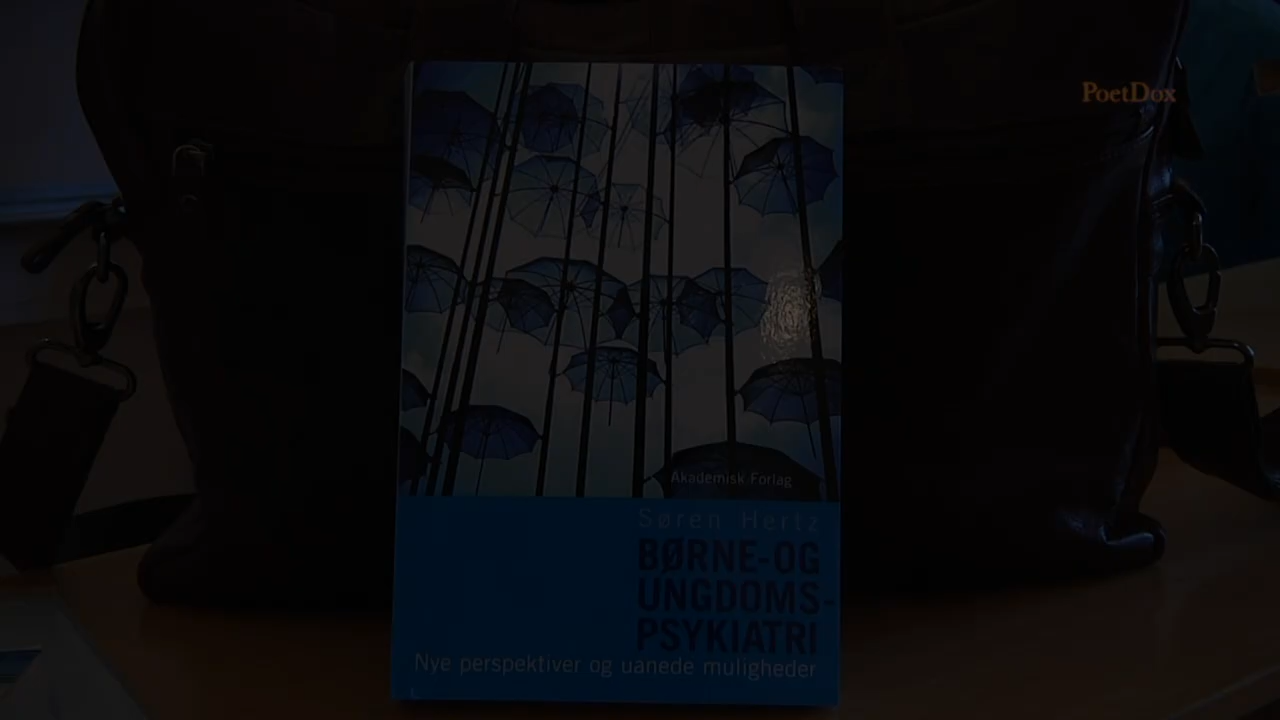 PoetDox
Akademisk Forlag
Søren Hertz
BØRNE-OG
UNGDOMS-
PSYKIATRI
Nye perspektiver og uanede muligheder